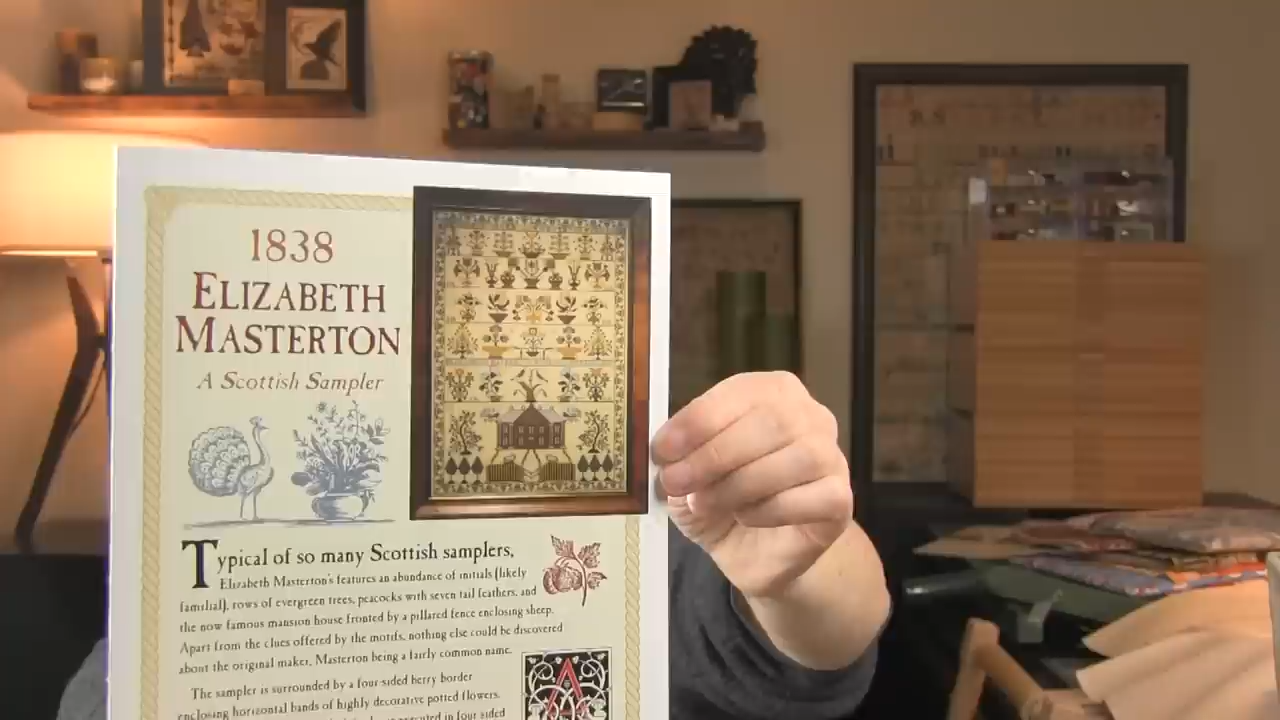 1838
ELIZABETH
MASTERTON
A Scottish Sampler
Typical of so many Scottish samplers,
Elizabeth Masterton's features an abundance of initials (likely
familial), rows of evergreen trees, peacocks with seven tail feathers, and
the now famous mansion house fronted by a pillared fence enclosing sheep.
Apart from the clues offered by the motifs, nothing else could be discovered
about the original maker, Masterton being a fairly common name.
The sampler is surrounded by a four sided berry border
enclosing horizontal bands of highly decorative potted flowers.
executed in four sided
A
R.S